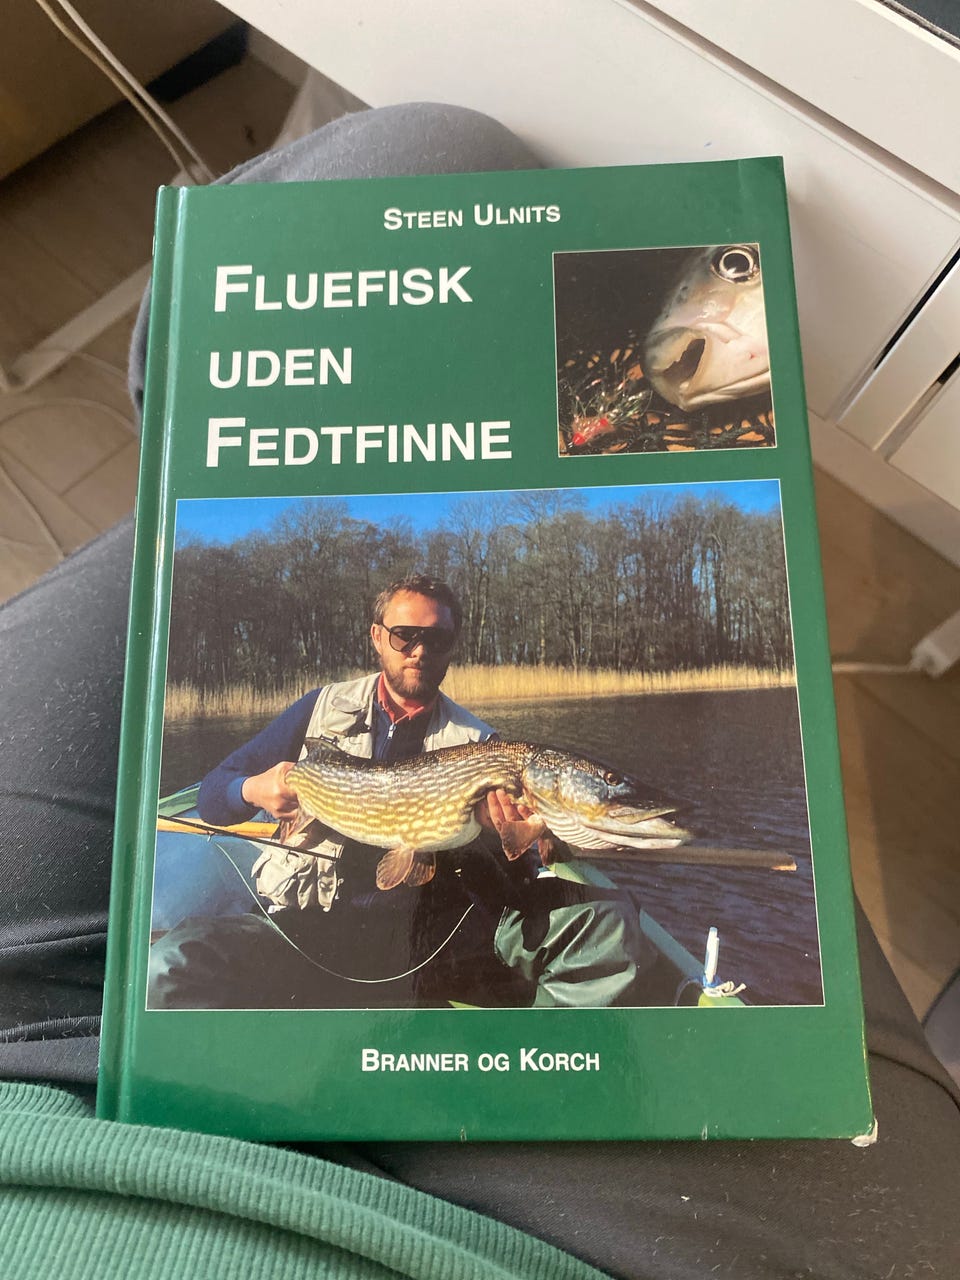 STEEN ULNITS
FLUEFISK
UDEN
FEDTFINNE
BRANNER OG KORCH